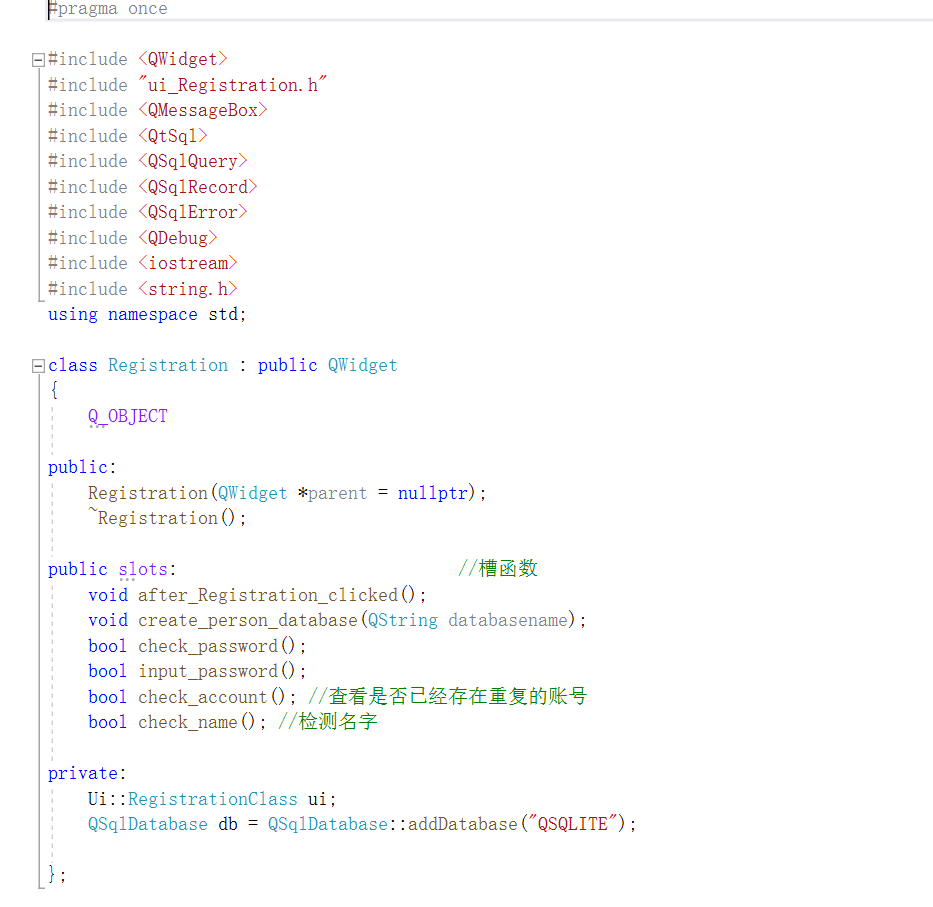 #pragma once
#include <QWidget>
#include "ui_Registration.h"
#include <QMessageBox>
#include <QtSql>
#include <QSqlQuery>
#include <QSqlRecord>
#include <QSqlError>
#include <QDebug>
#include <iostream>
#include <string.h>
using namespace std;
class Registration : public QWidget
{
Q_OBJECT
public:
Registration(QWidget *parent = nullptr);
~Registration();
public slots: //槽函数
void after_Registration_clicked();
void create_person_database(QString databasename);
bool check_password();
bool input_password();
bool check_account(); //查看是否已经存在重复的账号
bool check_name(); //检测名字
private:
Ui::RegistrationClass ui;
QSqlDatabase db = QSqlDatabase::addDatabase("QSQLITE");
};